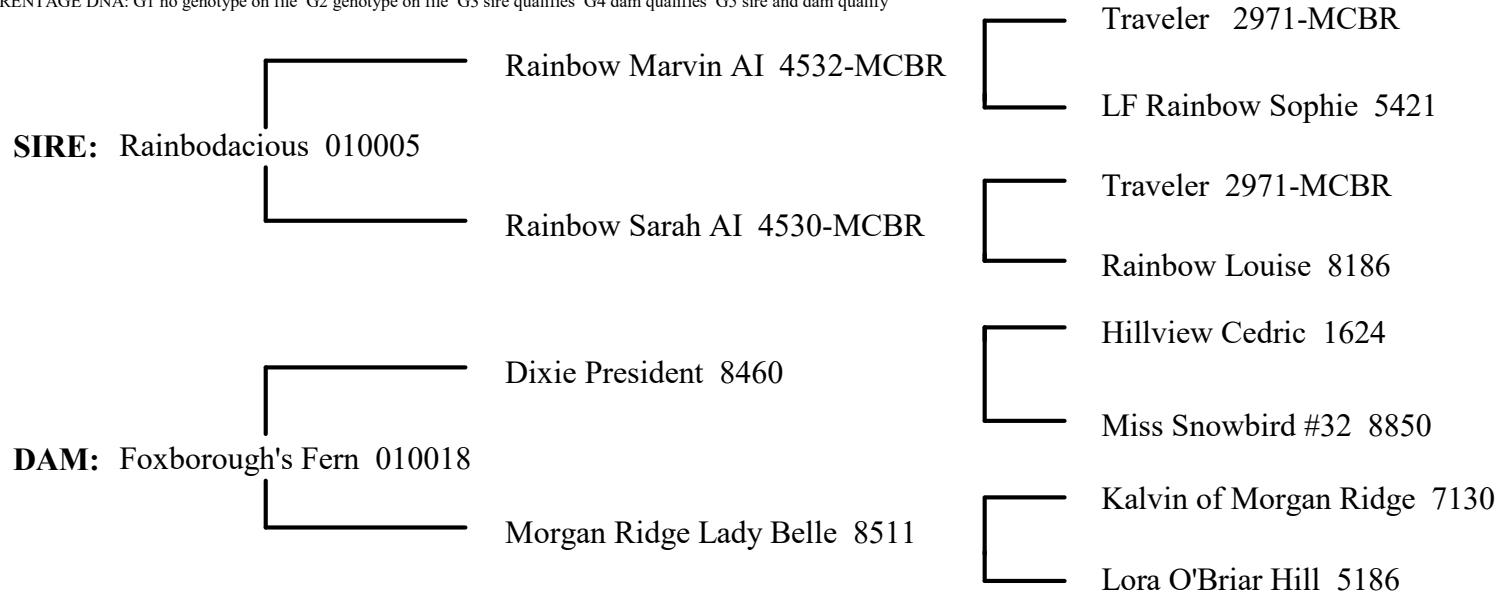 RENTAGE DNA: G1 no genotype on file G2 genotype on file G3 sire qualifies G4 dam qualifies G5 sire and dam qualify
Traveler 2971-MCBR
Rainbow Marvin AI 4532-MCBR
LF Rainbow Sophie 5421
SIRE: Rainbodacious 010005
Traveler 2971-MCBR
Rainbow Sarah AI 4530-MCBR
Rainbow Louise 8186
Hillview Cedric 1624
Dixie President 8460
Miss Snowbird #32 8850
DAM: Foxborough's Fern 010018
Kalvin of Morgan Ridge 7130
Morgan Ridge Lady Belle 8511
Lora O'Briar Hill 5186